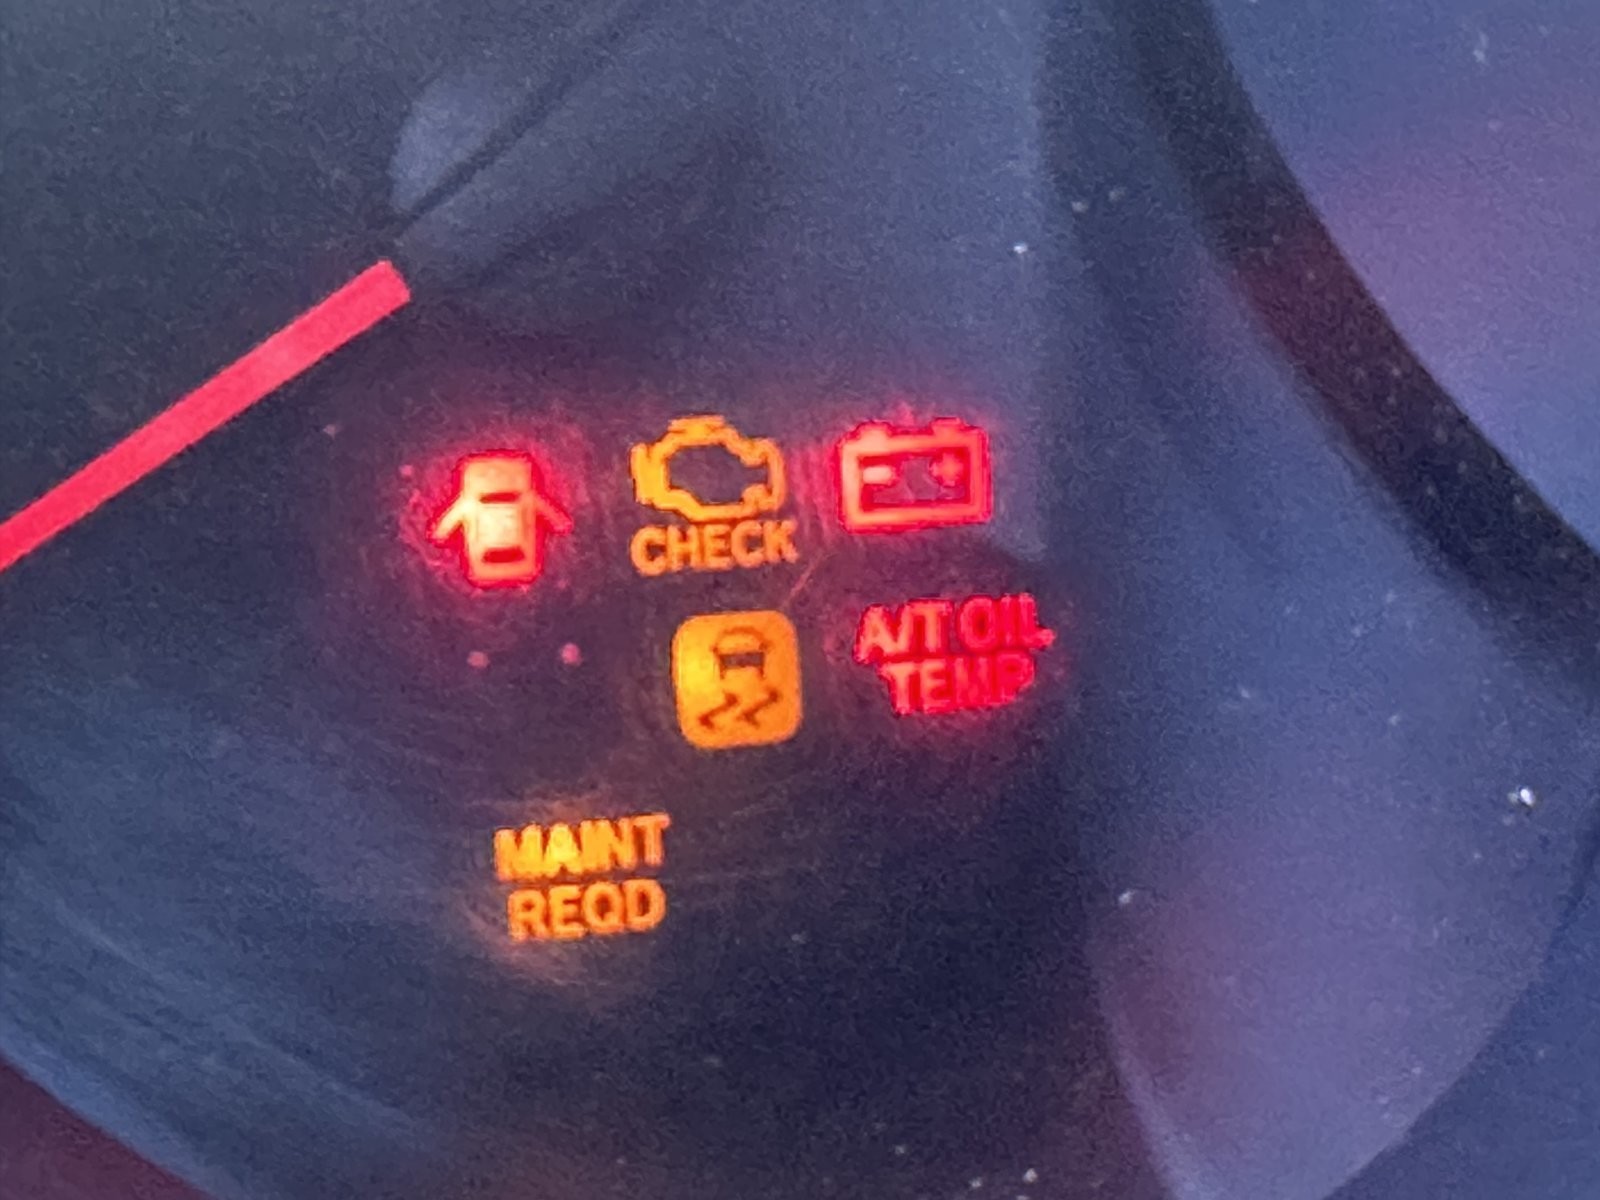 CHECK
A/T OIL
TEMP
MAINT
REQD